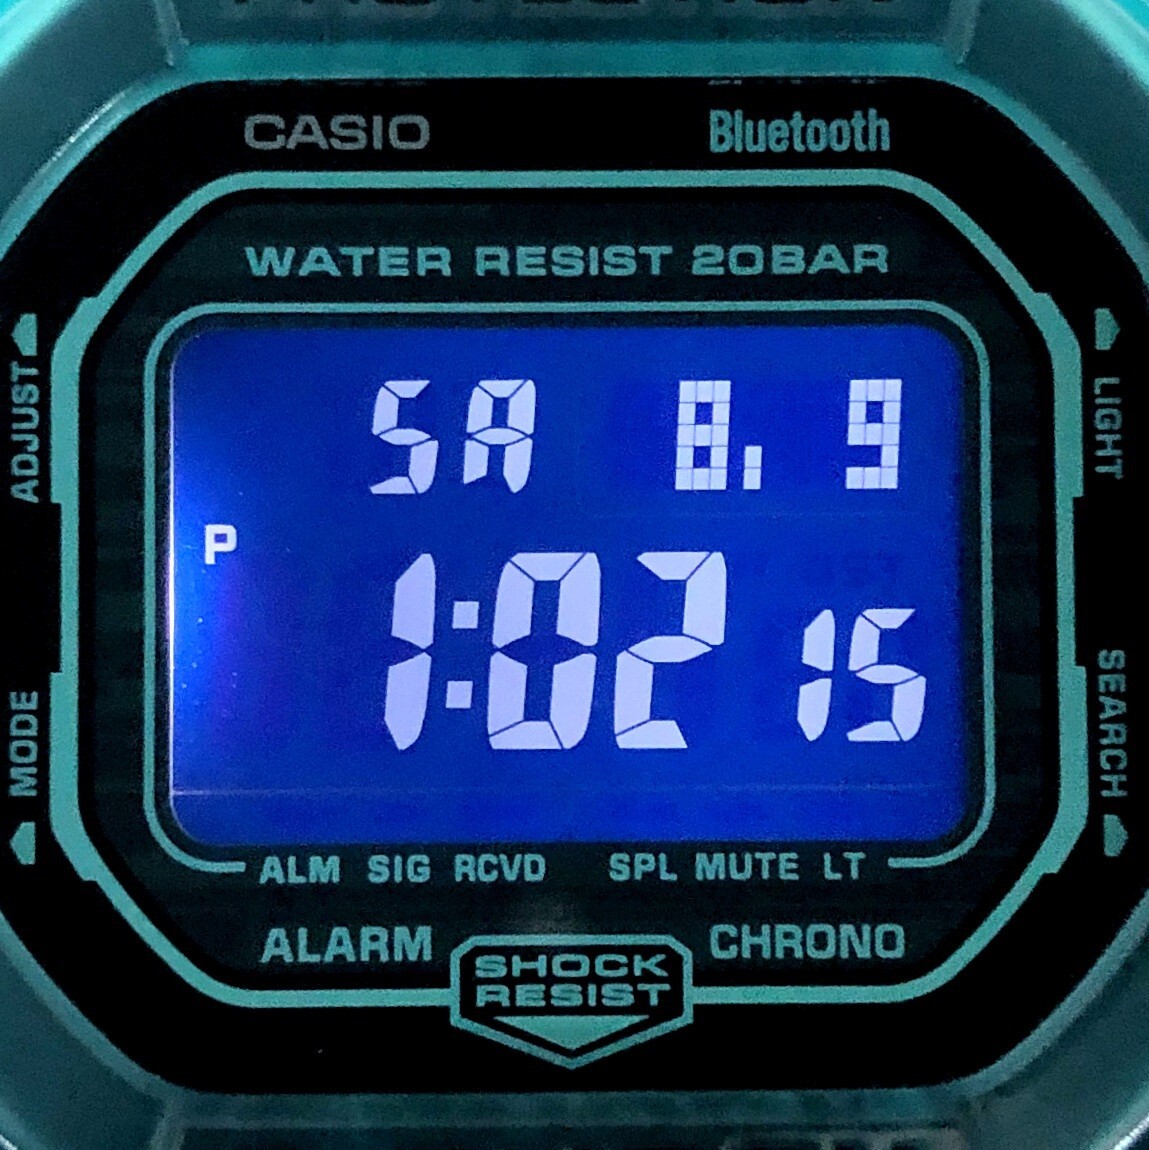 PROTECTION
CASIO Bluetooth
WATER RESIST 20BAR
ADJUST
LIGHT
SA 8. 9
P
1:02 15
MODE
SEARCH
ALM SIG RCVD SPL MUTE LT
ALARM CHRONO
SHOCK
RESIST